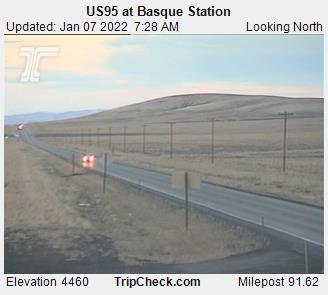 US95 at Basque Station
Updated: Jan 07 2022 7:28 AM Looking North
Elevation 4460 TripCheck.com Milepost 91.62